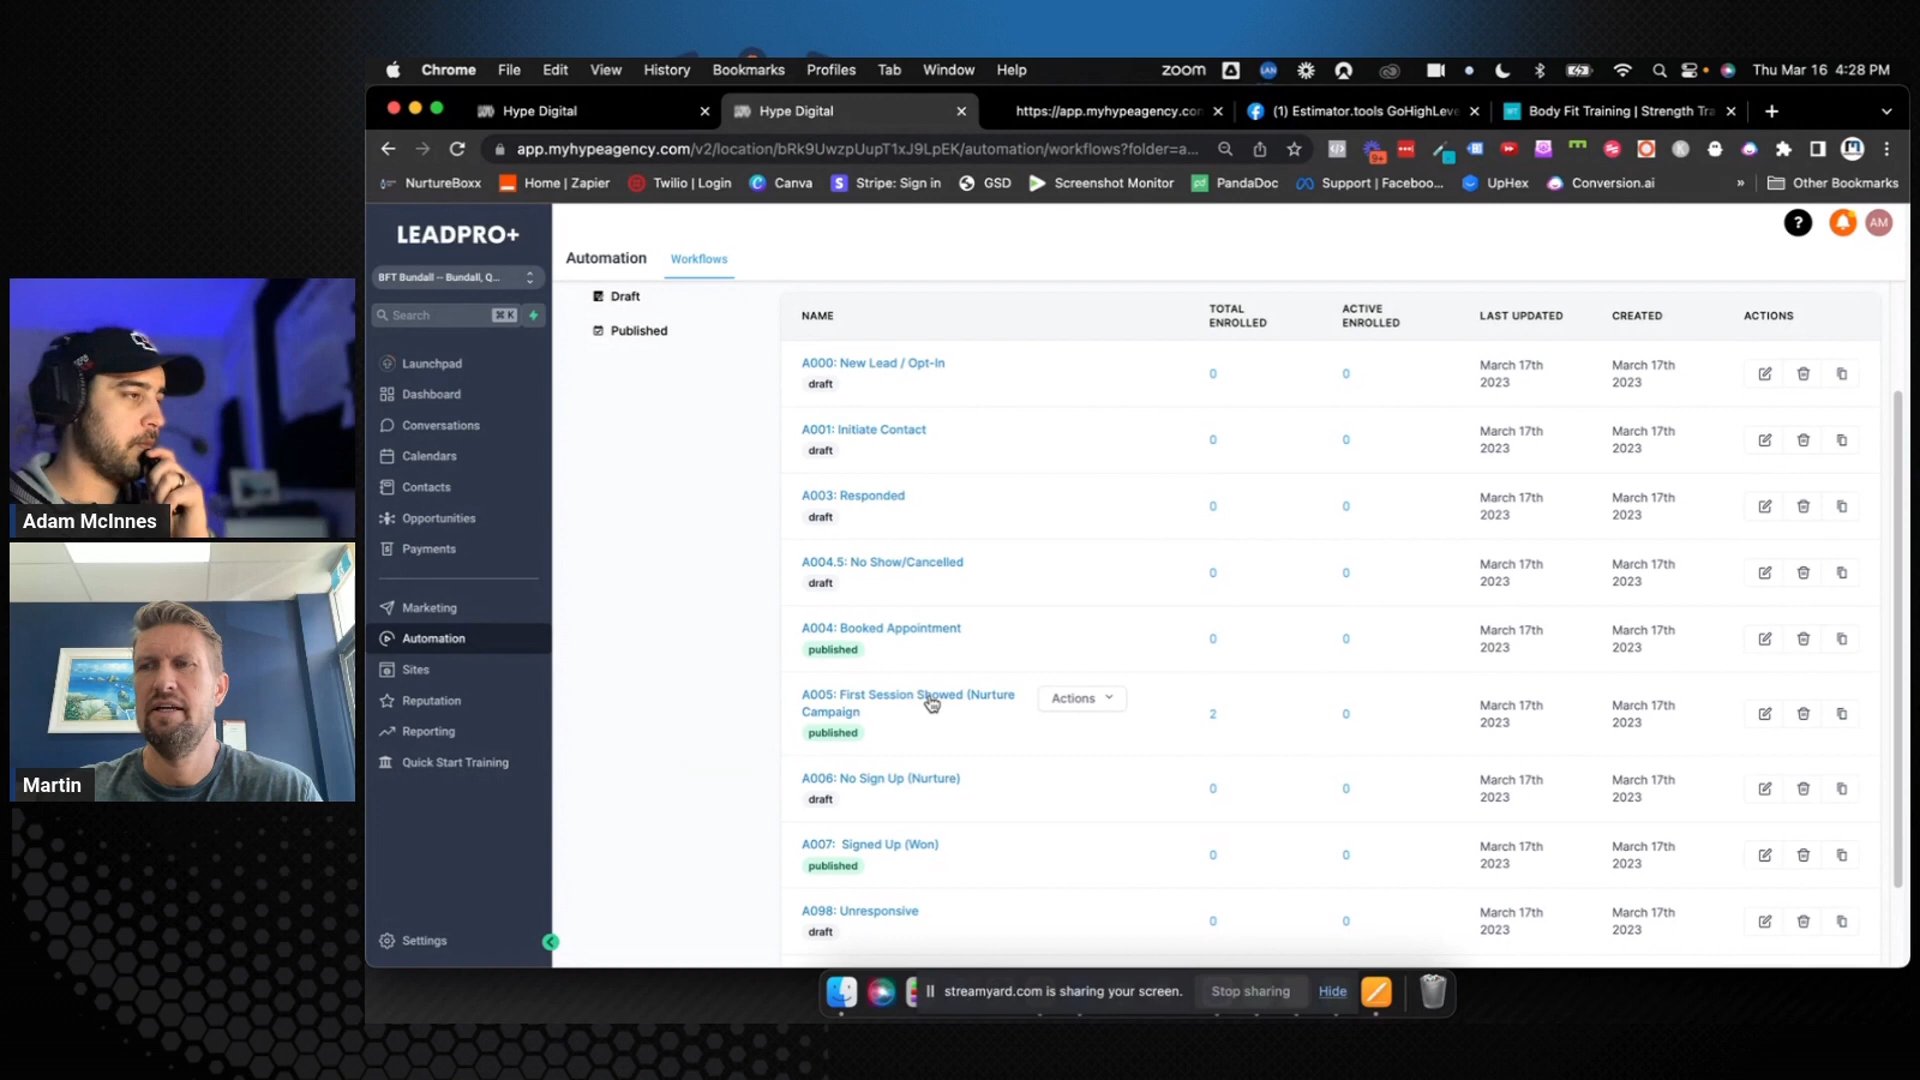 Chrome File Edit View History Bookmarks Profiles Tab Window Help
zoom LAN Thu Mar 16 4:28 PM
Hype Digital
Hype Digital
https://app.myhypeagency.con
(1) Estimator.tools GoHighLeve
Body Fit Training | Strength Tra
app.myhypeagency.com/v2/location/bRk9UwzpUupT1xJ9LpEK/automation/workflows?folder=a...
9+
NurtureBoxx Home | Zapier Twilio | Login Canva Stripe: Sign in GSD Screenshot Monitor PandaDoc Support | Faceboo... UpHex Conversion.ai » Other Bookmarks
LEADPRO+
? AM
BFT Bundall -- Bundall, Q...
Search ⌘ K
Launchpad
Dashboard
Conversations
Calendars
Contacts
Opportunities
Payments
Marketing
Automation
Sites
Reputation
Reporting
Quick Start Training
Settings
Automation Workflows
Draft
Published
NAME TOTAL ENROLLED ACTIVE ENROLLED LAST UPDATED CREATED ACTIONS
A000: New Lead / Opt-In
draft
0 0 March 17th 2023 March 17th 2023
A001: Initiate Contact
draft
0 0 March 17th 2023 March 17th 2023
A003: Responded
draft
0 0 March 17th 2023 March 17th 2023
A004.5: No Show/Cancelled
draft
0 0 March 17th 2023 March 17th 2023
A004: Booked Appointment
published
0 0 March 17th 2023 March 17th 2023
A005: First Session Showed (Nurture
Campaign
published
Actions
2 0 March 17th 2023 March 17th 2023
A006: No Sign Up (Nurture)
draft
0 0 March 17th 2023 March 17th 2023
A007: Signed Up (Won)
published
0 0 March 17th 2023 March 17th 2023
A098: Unresponsive
draft
0 0 March 17th 2023 March 17th 2023
streamyard.com is sharing your screen. Stop sharing Hide
Adam McInnes
Martin